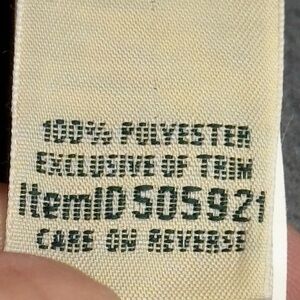 100% POLYESTER
EXCLUSIVE OF TRIM
ItemID 505921
CARE ON REVERSE